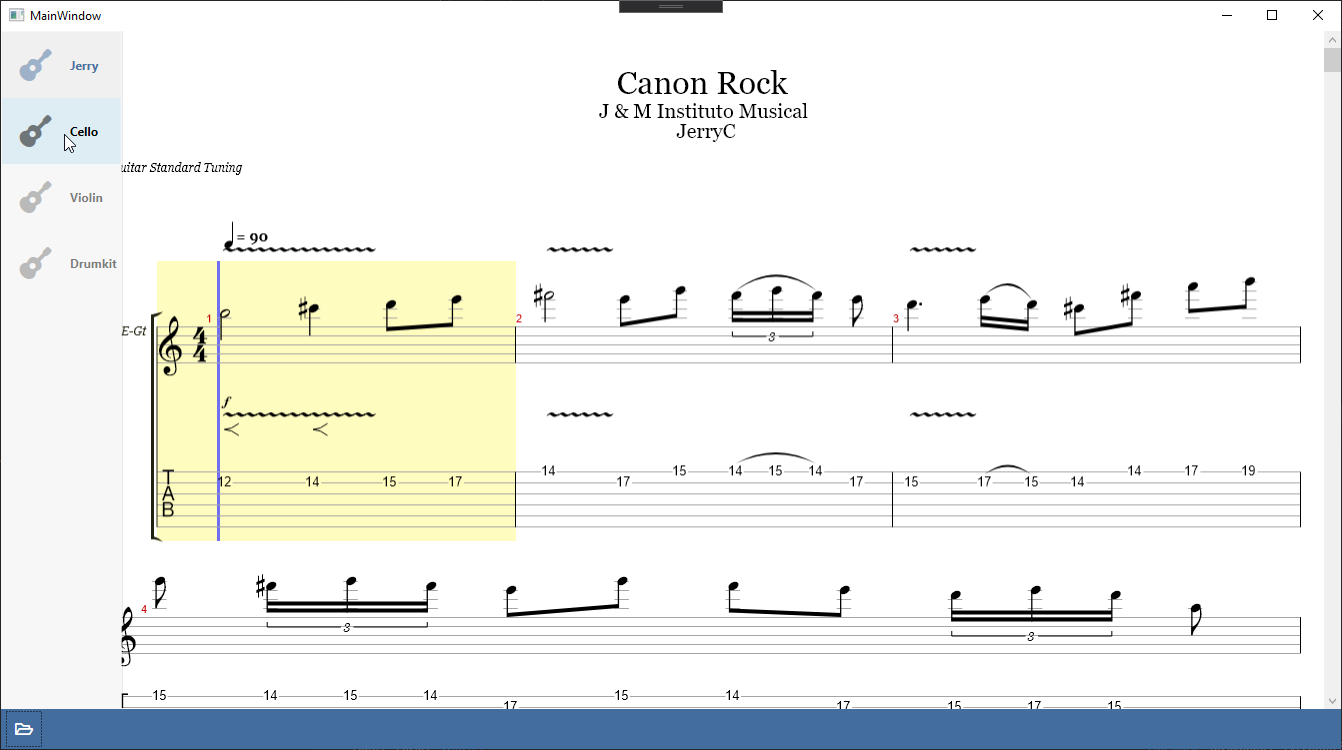 MainWindow
Jerry
Cello
Violin
Drumkit
Canon Rock
J & M Instituto Musical
JerryC
uitar Standard Tuning
= 90
1 2 3
E-Gt
4 4
3
f
14 15 14 15 14 14 17 19
12 14 15 17 17 17 15 17 15 14
T
A
B
4
3 3
15 14 15 14 15 14
17 17 15 17 15